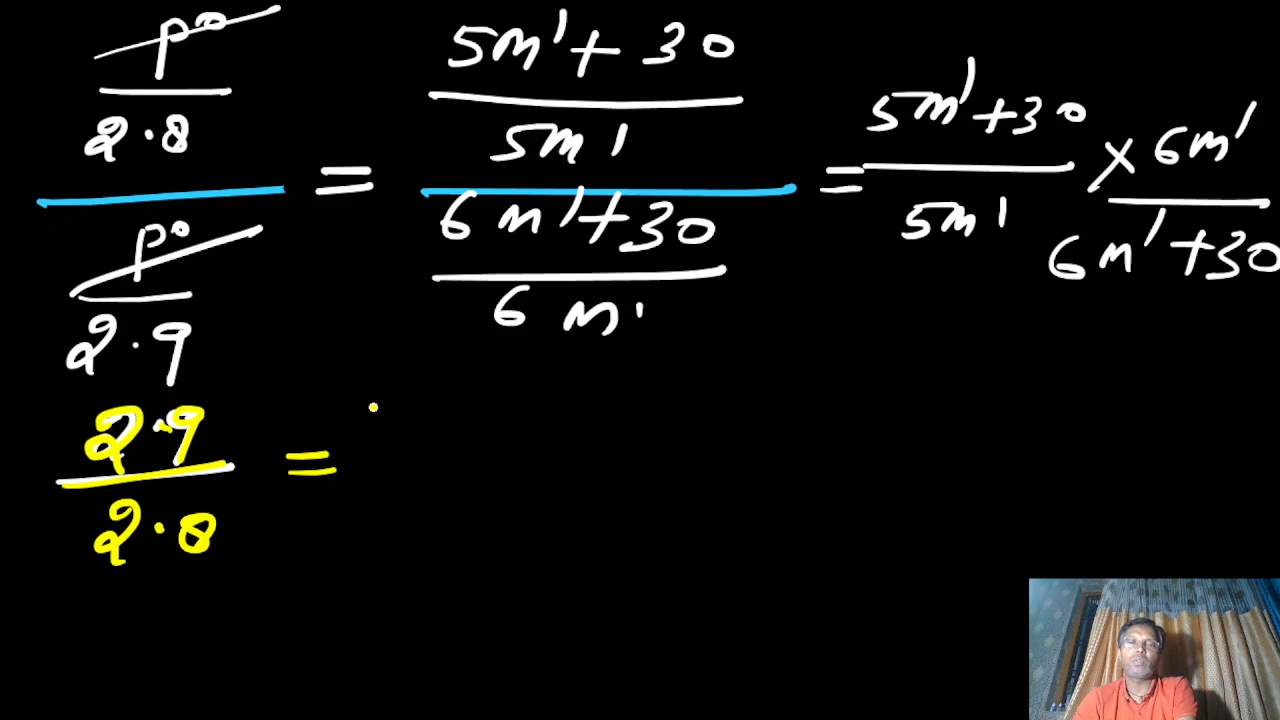 p° / 2.8 = (5m' + 30 / 5m') / (6m' + 30 / 6m') = 5m' + 30 / 5m' × 6m' / 6m' + 30
p° / 2.9
2.9 / 2.8 =